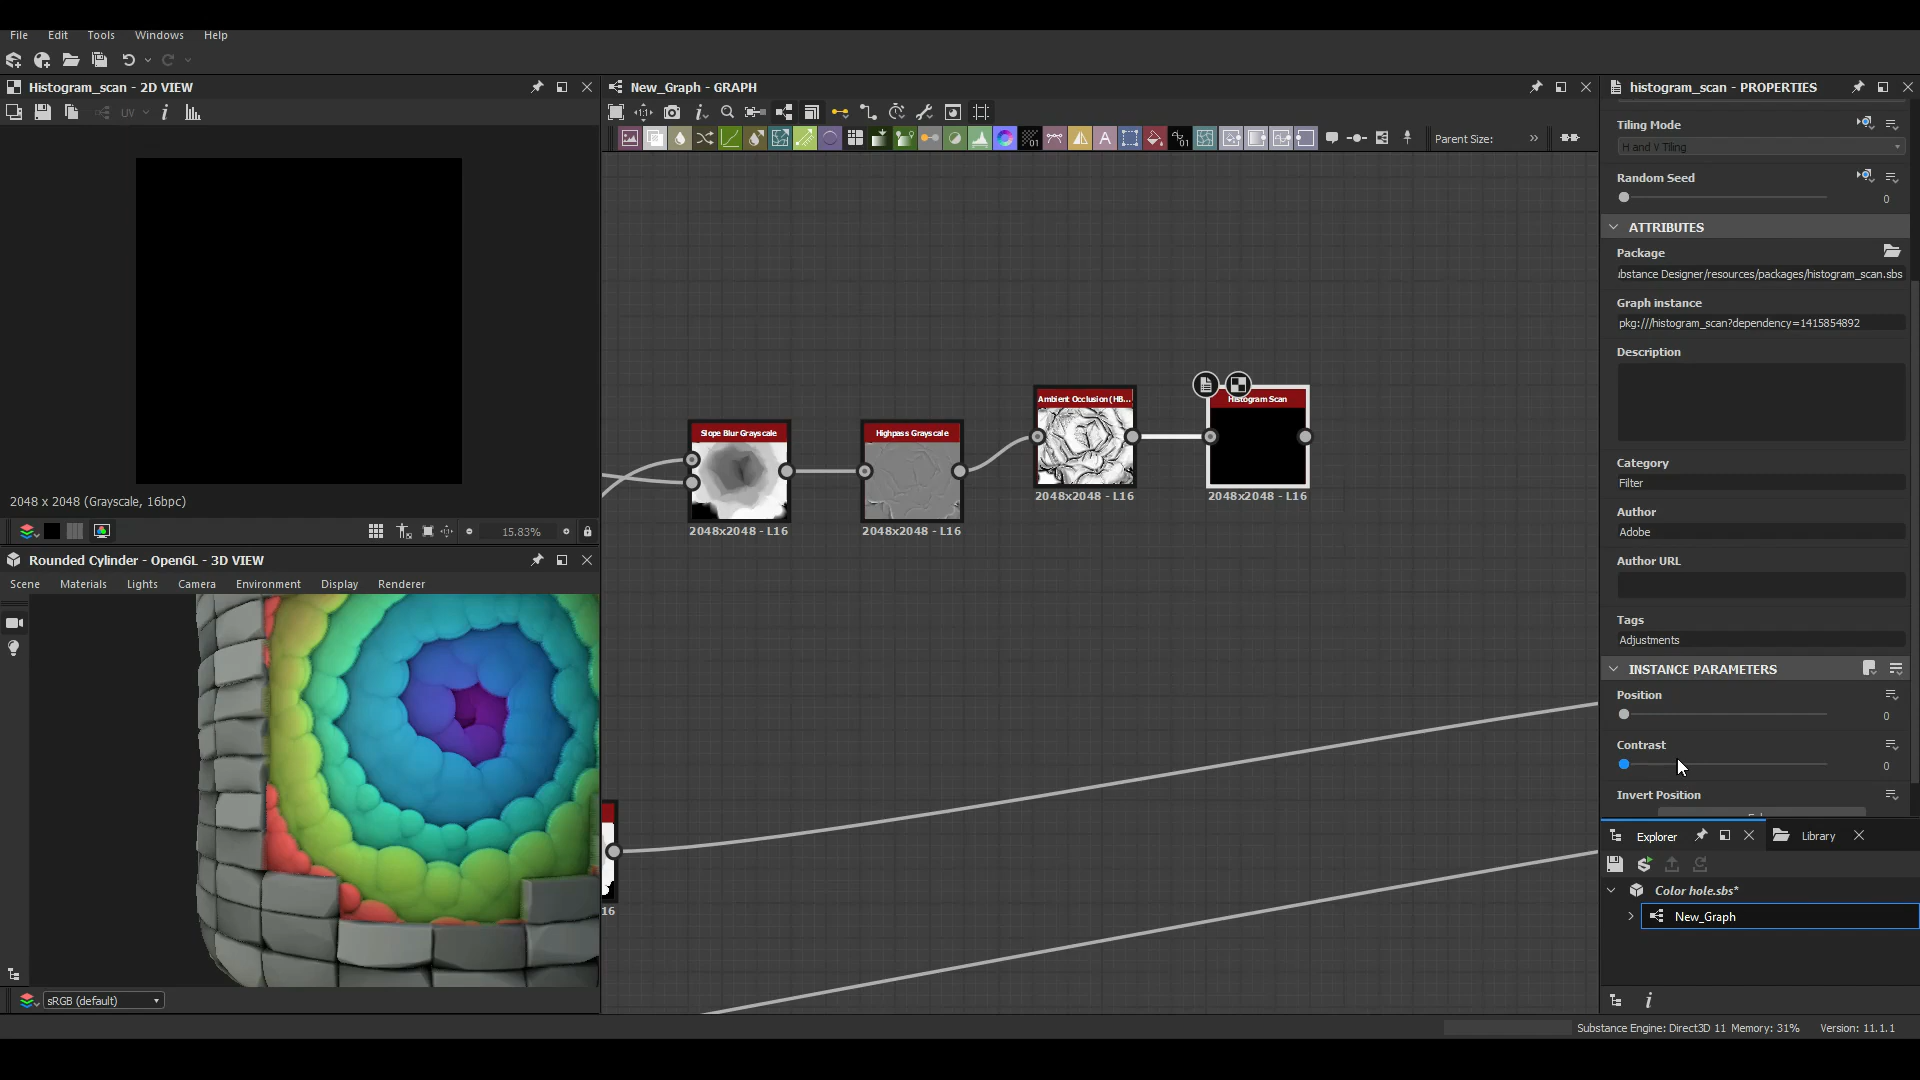 File Edit Tools Windows Help
Histogram_scan - 2D VIEW
UV
2048 x 2048 (Grayscale, 16bpc)
15.83%
Rounded Cylinder - OpenGL - 3D VIEW
Scene Materials Lights Camera Environment Display Renderer
sRGB (default)
New_Graph - GRAPH
Parent Size:
Slope Blur Grayscale
2048x2048 - L16
Highpass Grayscale
2048x2048 - L16
Ambient Occlusion (HB...
2048x2048 - L16
Histogram Scan
2048x2048 - L16
16
histogram_scan - PROPERTIES
Tiling Mode
H and V Tiling
Random Seed
0
ATTRIBUTES
Package
ubstance Designer/resources/packages/histogram_scan.sbs
Graph instance
pkg:///histogram_scan?dependency=1415854892
Description
Category
Filter
Author
Adobe
Author URL
Tags
Adjustments
INSTANCE PARAMETERS
Position
0
Contrast
0
Invert Position
Explorer
Library
Color hole.sbs*
New_Graph
Substance Engine: Direct3D 11 Memory: 31% Version: 11.1.1